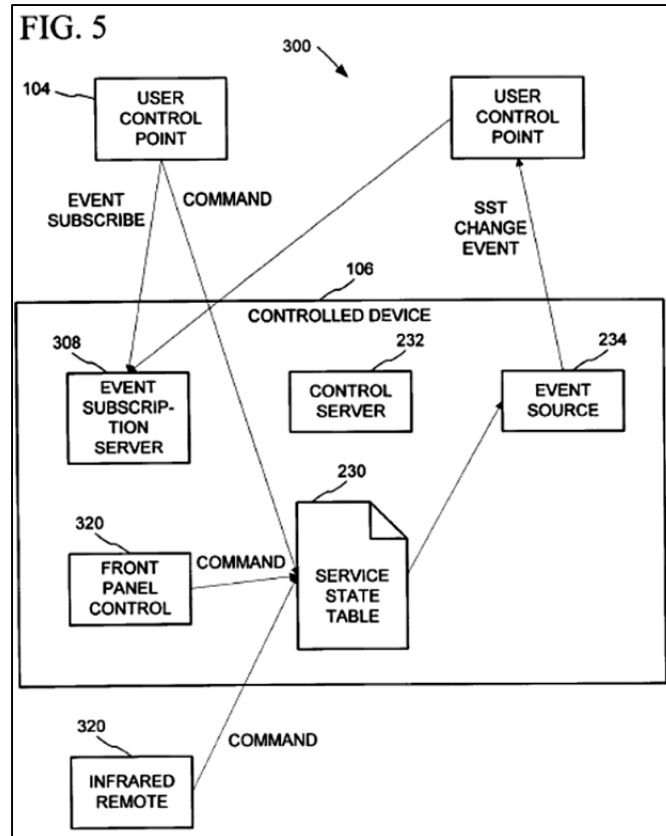 FIG. 5
300
104
USER
CONTROL
POINT
USER
CONTROL
POINT
EVENT
SUBSCRIBE
COMMAND
SST
CHANGE
EVENT
106
CONTROLLED DEVICE
308
EVENT
SUBSCRIP-
TION
SERVER
232
CONTROL
SERVER
234
EVENT
SOURCE
230
SERVICE
STATE
TABLE
320
FRONT
PANEL
CONTROL
COMMAND
320
INFRARED
REMOTE
COMMAND